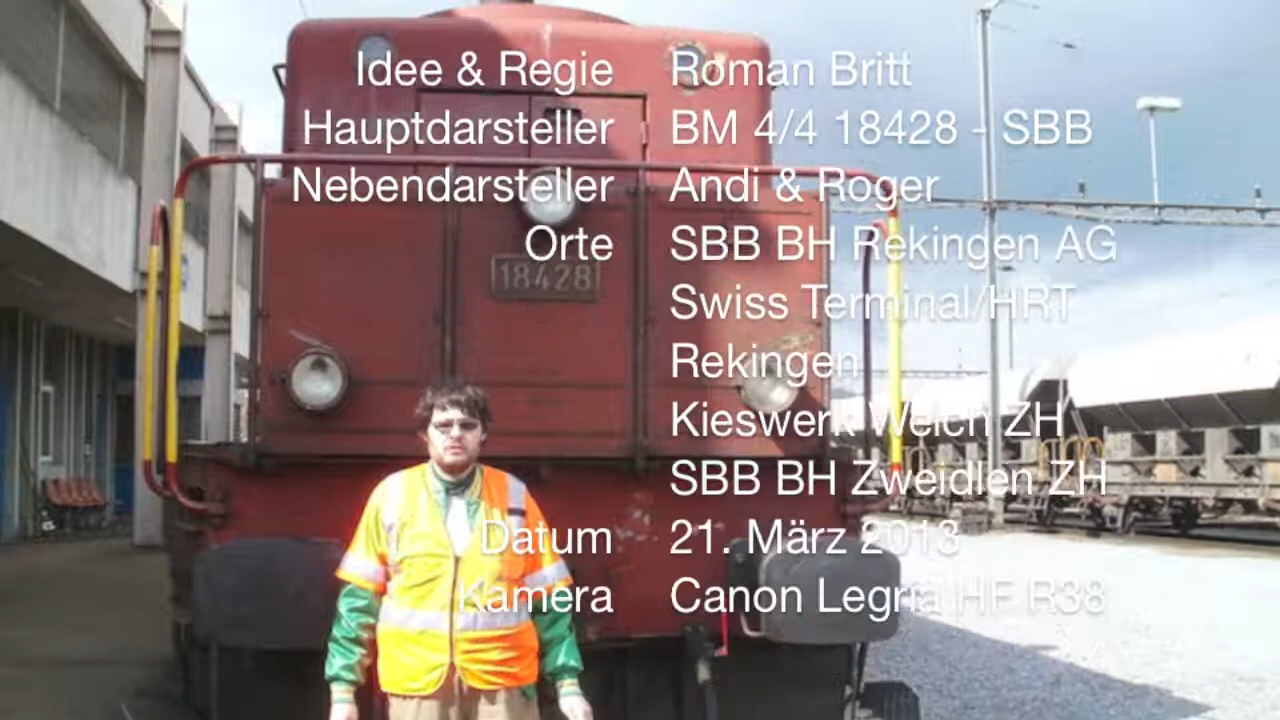 Idee & Regie Roman Britt
Hauptdarsteller BM 4/4 18428 - SBB
Nebendarsteller Andi & Roger
Orte SBB BH Rekingen AG
18428
Swiss Terminal/HRT
Rekingen
Kieswerk Weich ZH
SBB BH Zweidlen ZH
Datum 21. März 2013
Kamera Canon Legria HF R38